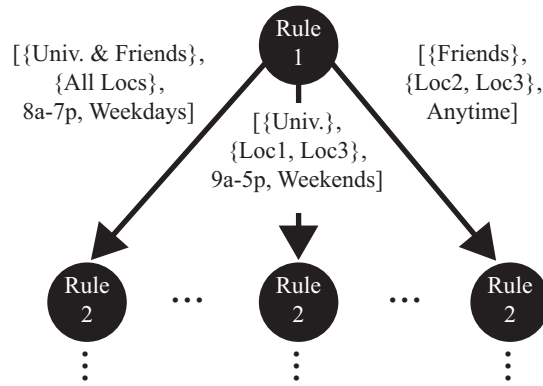 Rule
1
[{Univ. & Friends},
{All Locs},
8a-7p, Weekdays]
[{Univ.},
{Loc1, Loc3},
9a-5p, Weekends]
[{Friends},
{Loc2, Loc3},
Anytime]
Rule
2
...
Rule
2
...
Rule
2